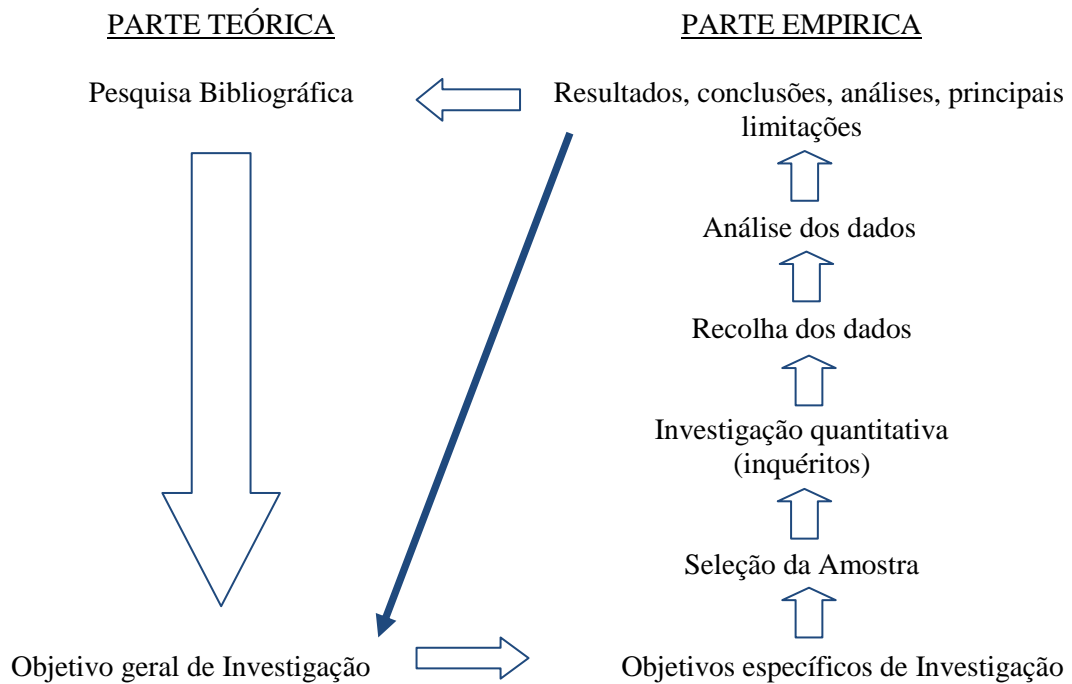 PARTE TEÓRICA
PARTE EMPIRICA
Pesquisa Bibliográfica
Resultados, conclusões, análises, principais
limitações
Análise dos dados
Recolha dos dados
Investigação quantitativa
(inquéritos)
Seleção da Amostra
Objetivo geral de Investigação
Objetivos específicos de Investigação